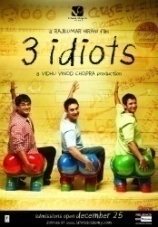 a RAJKUMAR HIRANI film
3 idiots
a VIDHU VINOD CHOPRA production
admissions open december 25